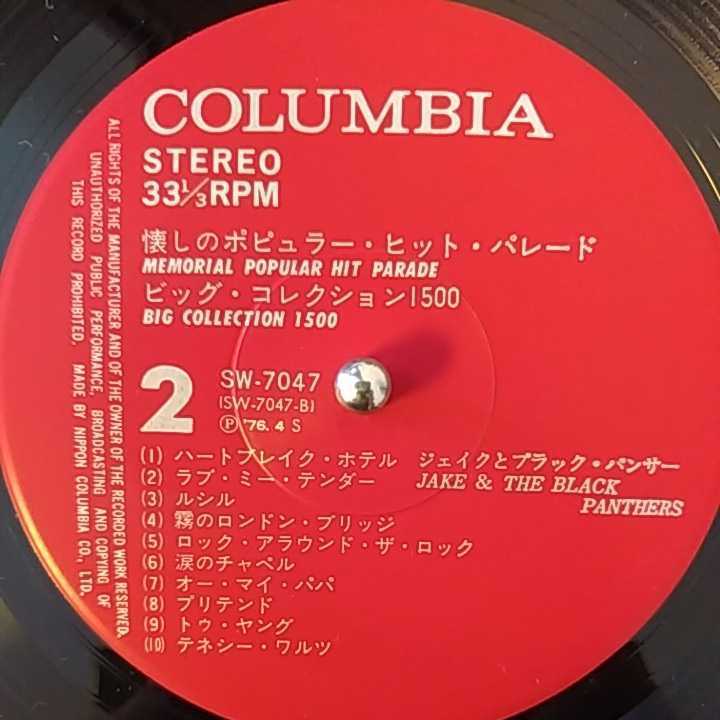 COLUMBIA
STEREO
33⅓RPM
懐しのポピュラー・ヒット・パレード
MEMORIAL POPULAR HIT PARADE
ビッグ・コレクション1500
BIG COLLECTION 1500
2
SW-7047
(SW-7047-B)
Ⓟ '76. 4 S
(1) ハートブレイク・ホテル ジェイクとブラック・パンサー
(2) ラブ・ミー・テンダー JAKE & THE BLACK
(3) ルシル PANTHERS
(4) 霧のロンドン・ブリッジ
(5) ロック・アラウンド・ザ・ロック
(6) 涙のチャペル
(7) オー・マイ・パパ
(8) プリテンド
(9) トゥ・ヤング
(10) テネシー・ワルツ
ALL RIGHTS OF THE MANUFACTURER AND OF THE OWNER OF THE RECORDED WORK RESERVED.
UNAUTHORIZED PUBLIC PERFORMANCE, BROADCASTING AND COPYING OF
THIS RECORD PROHIBITED. MADE BY NIPPON COLUMBIA CO., LTD.